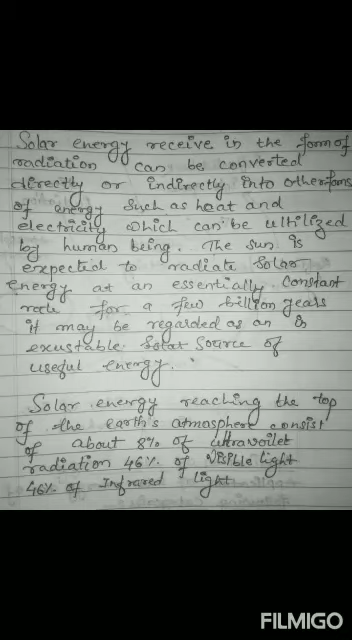 Solar energy receive in the form of
radiation can be converted
directly or indirectly into other foms
of energy such as heat and
electricity which can be ultilized
by human being. The sun is
expected to radiate solar
energy at an essentially constant
rate for a few billion years
it may be regarded as an is
exustable solar source of
useful energy.
Solar energy reaching the top
of the earth's atmosphere consist
of about 8% of ultravoilet
radiation 46% of visible light
46% of Infrared light
FILMIGO